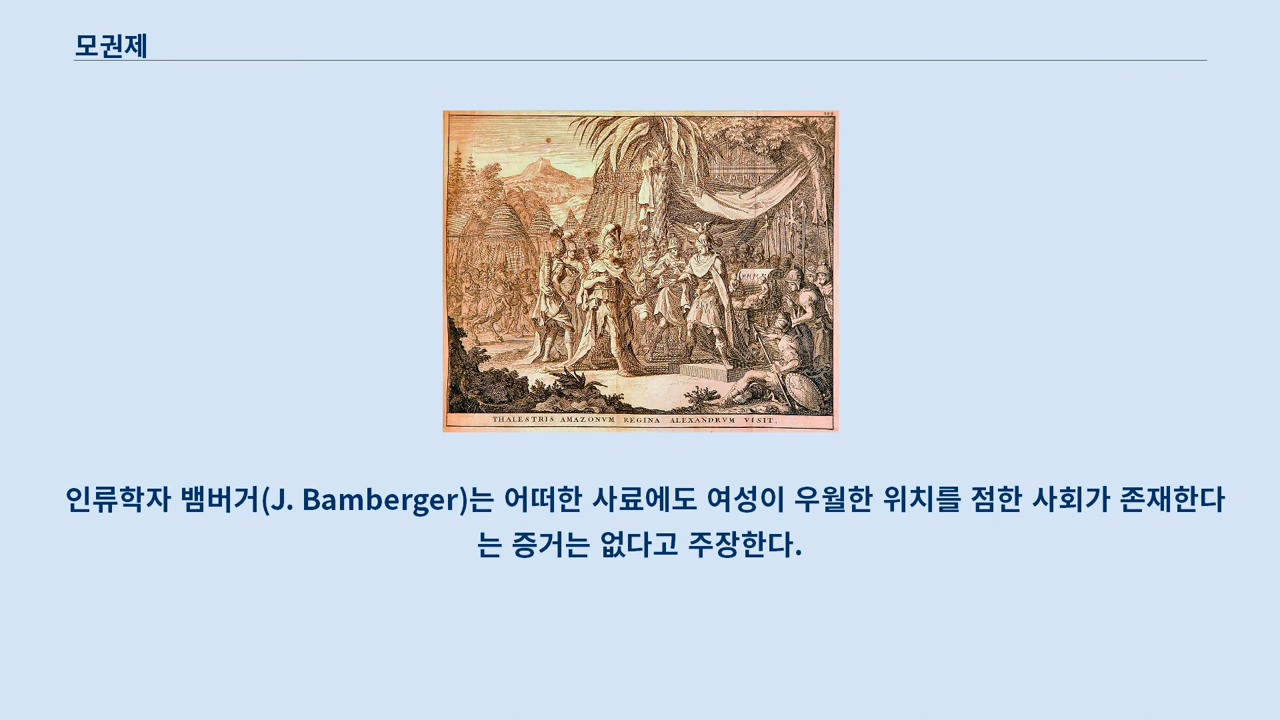 모권제
THALESTRIS AMAZONVM REGINA ALEXANDRVM VISIT.
인류학자 뱀버거(J. Bamberger)는 어떠한 사료에도 여성이 우월한 위치를 점한 사회가 존재한다
는 증거는 없다고 주장한다.